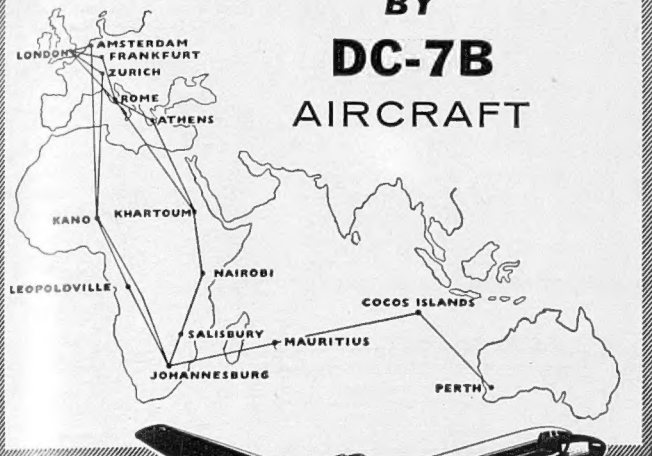 BY
DC-7B
AIRCRAFT
AMSTERDAM
LONDON
FRANKFURT
ZURICH
ROME
ATHENS
KANO
KHARTOUM
NAIROBI
LEOPOLDVILLE
COCOS ISLANDS
SALISBURY
MAURITIUS
JOHANNESBURG
PERTH